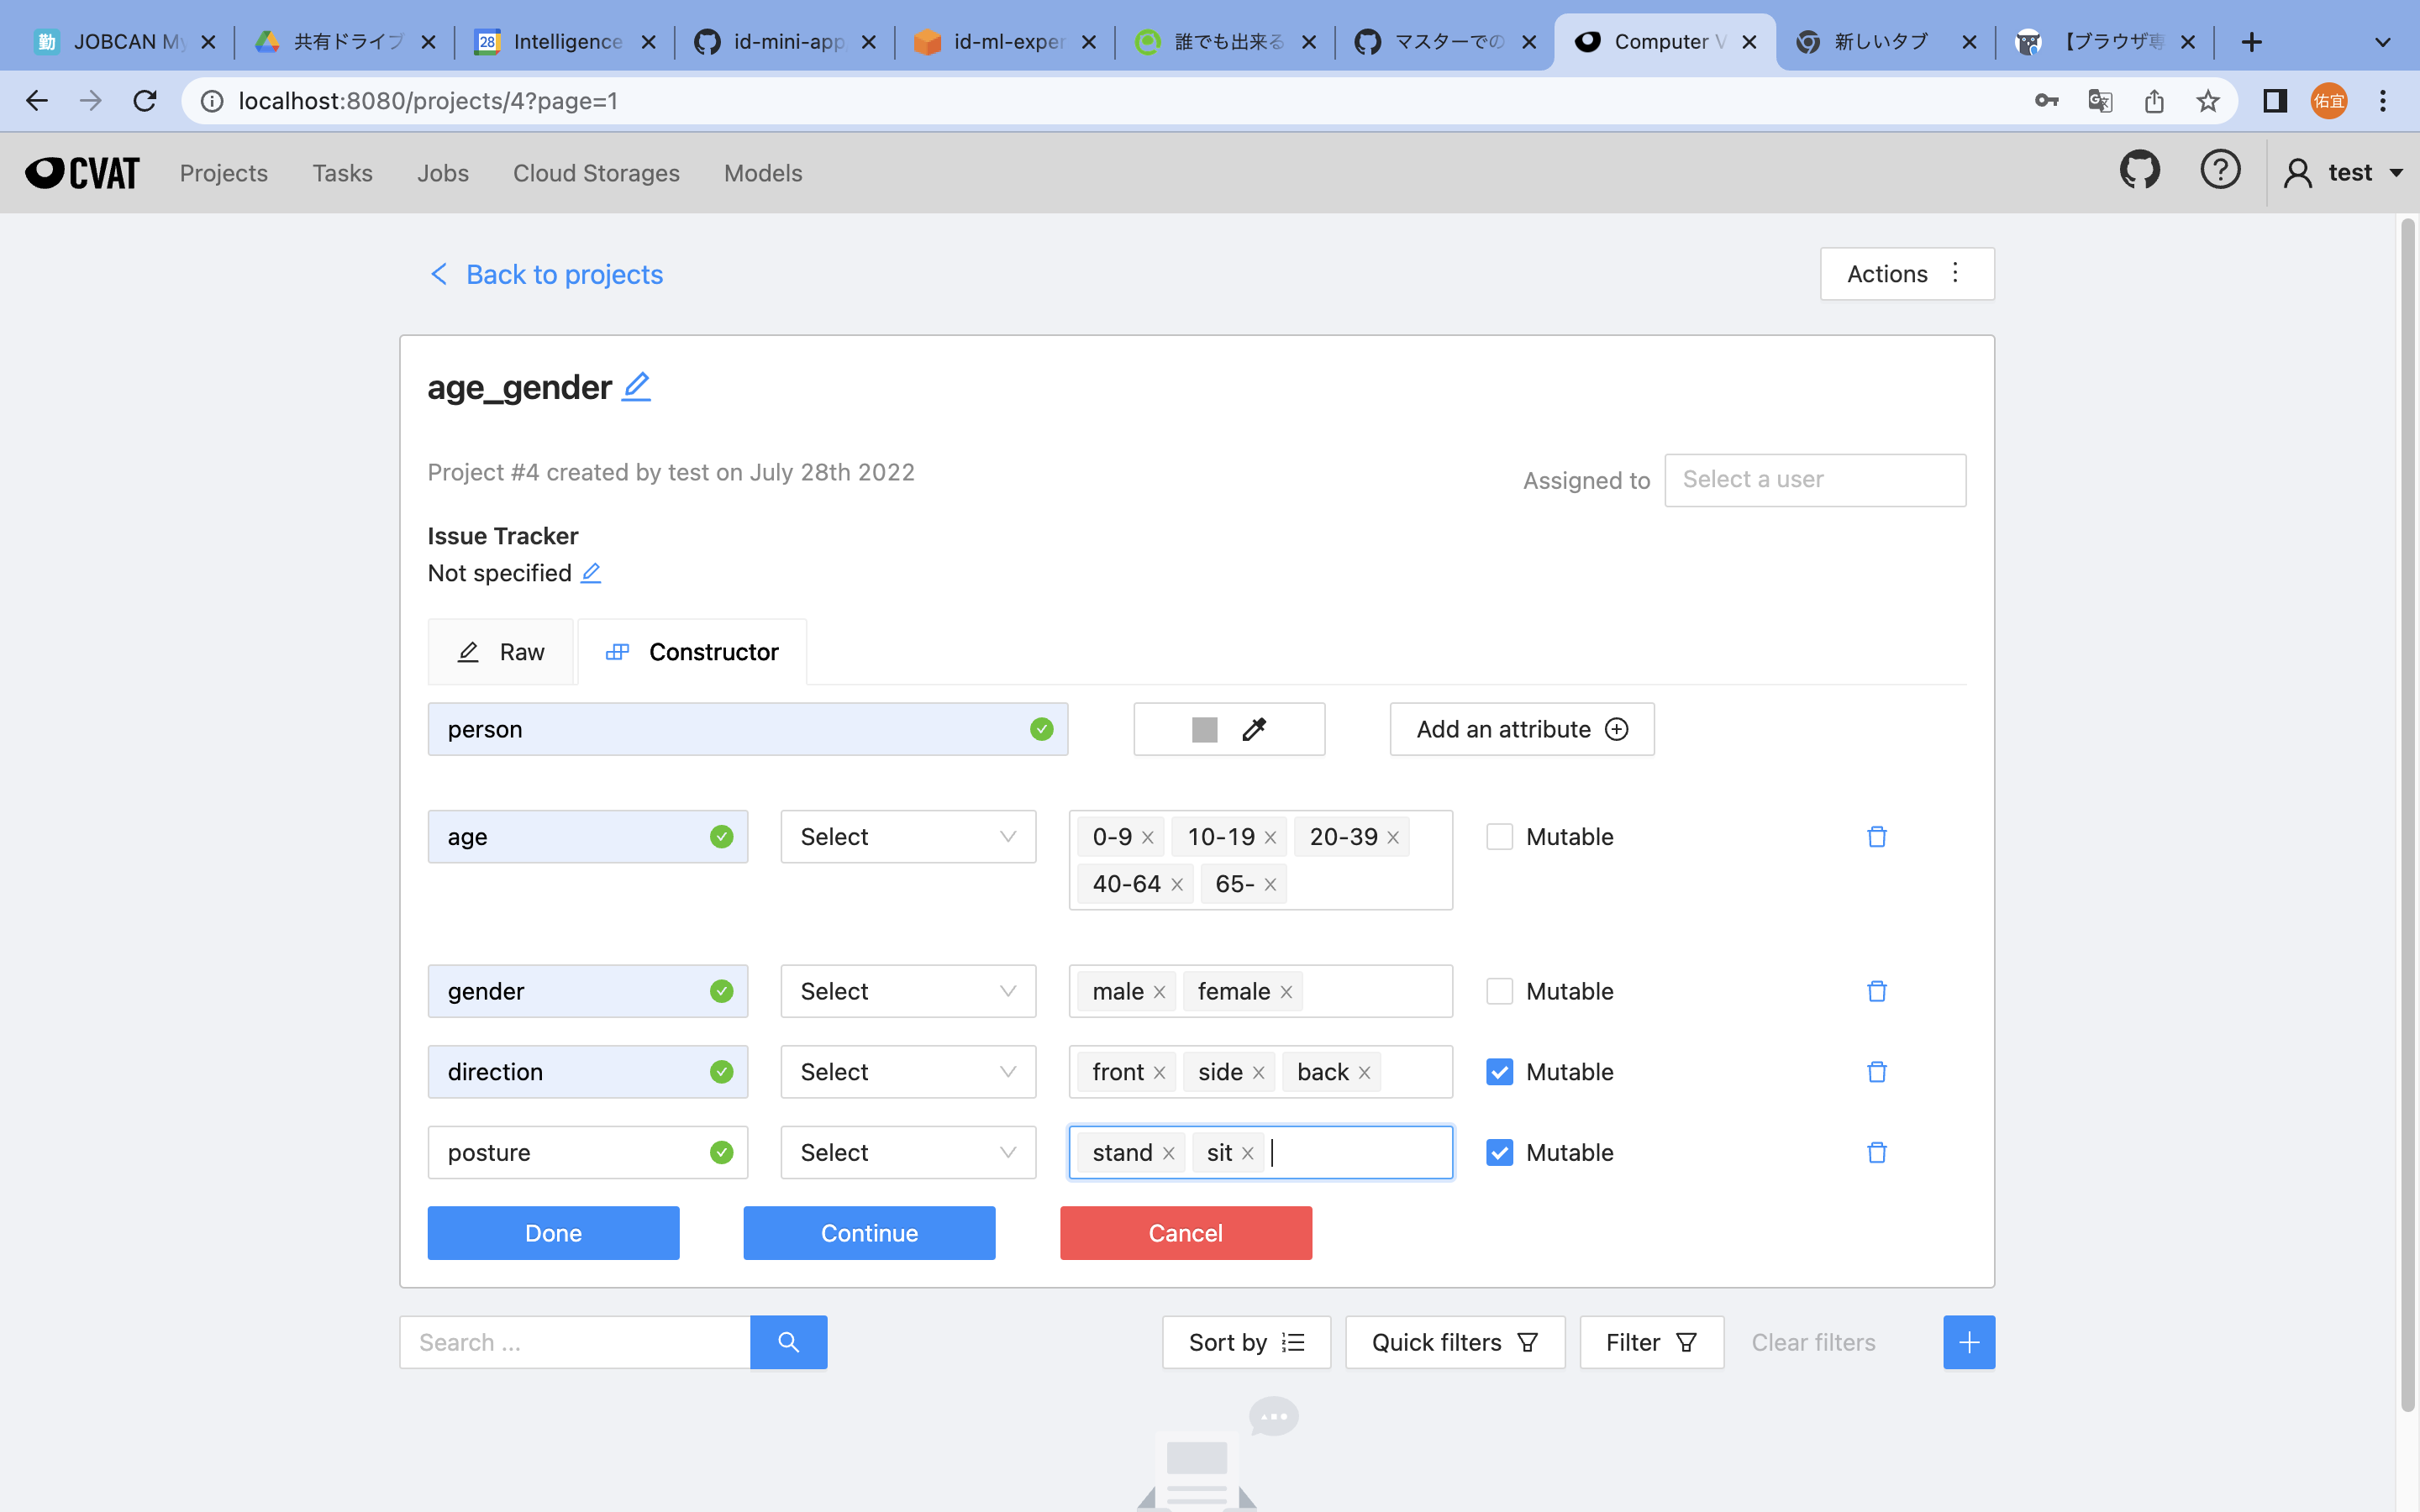 勤 JOBCAN My 共有ドライブ 28 Intelligence id-mini-app id-ml-exper 誰でも出来る マスターでの Computer V 新しいタブ 【ブラウザ専
localhost:8080/projects/4?page=1 佑宜
CVAT Projects Tasks Jobs Cloud Storages Models test
Back to projects Actions
age_gender
Project #4 created by test on July 28th 2022
Assigned to Select a user
Issue Tracker
Not specified
Raw Constructor
person Add an attribute
age Select 0-9 10-19 20-39 Mutable
40-64 65-
gender Select male female Mutable
direction Select front side back Mutable
posture Select stand sit Mutable
Done Continue Cancel
Search ... Sort by Quick filters Filter Clear filters